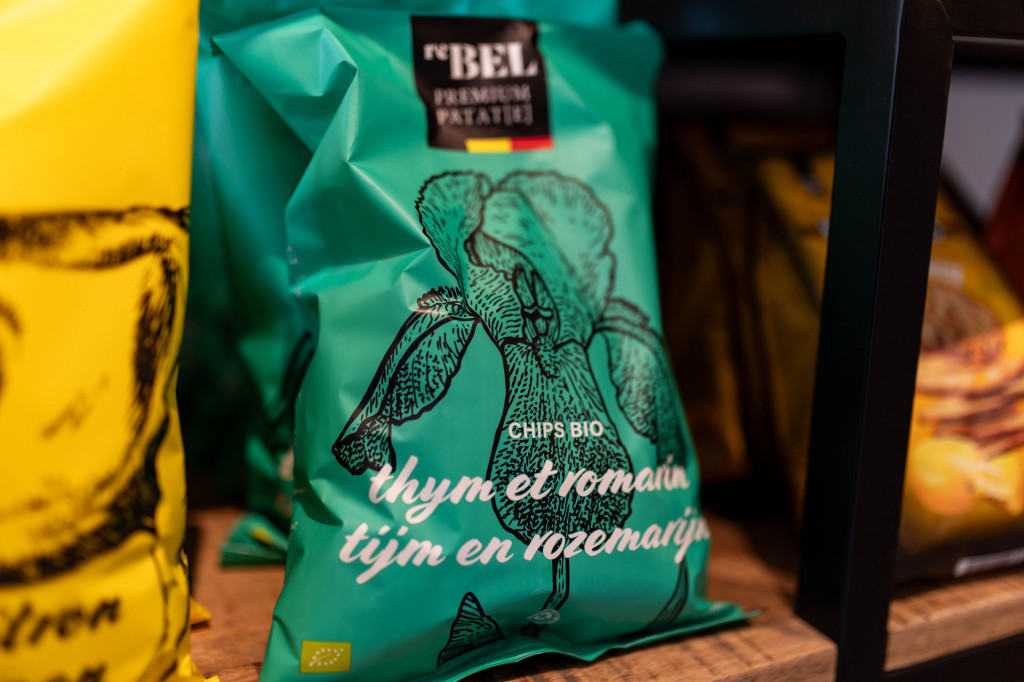 reBEL
PREMIUM
PATAT[E]
CHIPS BIO
thym et romarin
tijm en rozemarijn